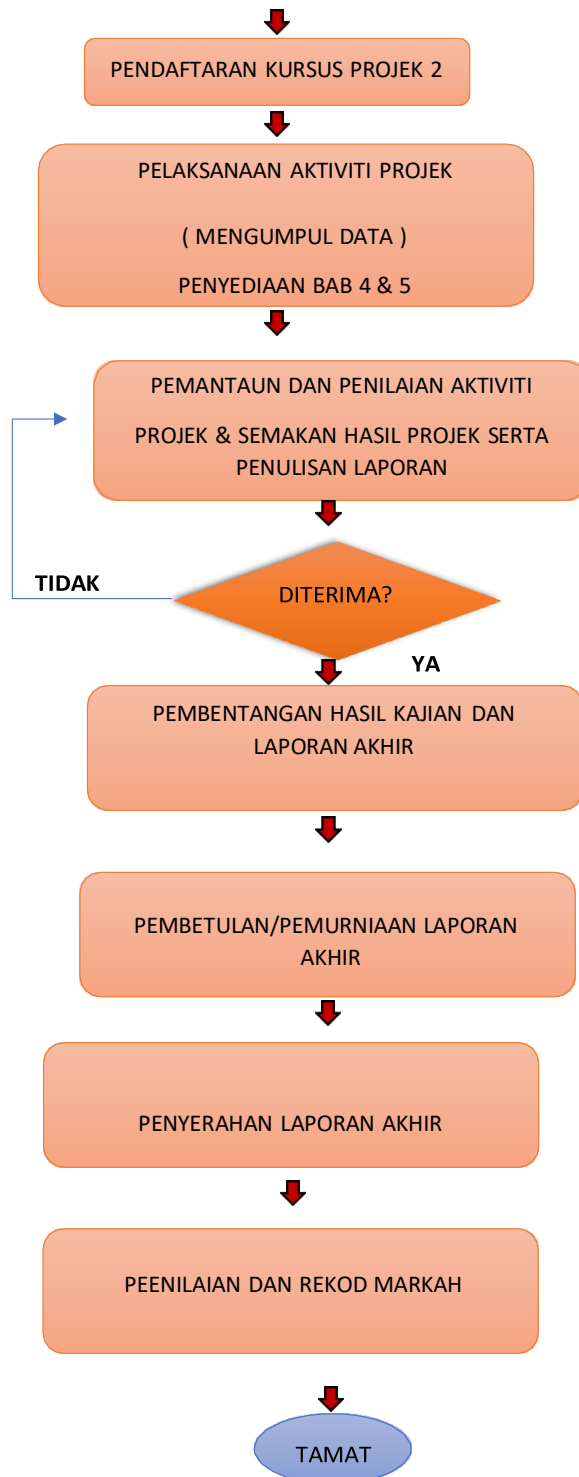 PENDAFTARAN KURSUS PROJEK 2
PELAKSANAAN AKTIVITI PROJEK
( MENGUMPUL DATA )
PENYEDIAAN BAB 4 & 5
PEMANTAUN DAN PENILAIAN AKTIVITI
PROJEK & SEMAKAN HASIL PROJEK SERTA
PENULISAN LAPORAN
TIDAK
DITERIMA?
YA
PEMBENTANGAN HASIL KAJIAN DAN
LAPORAN AKHIR
PEMBETULAN/PEMURNIAAN LAPORAN
AKHIR
PENYERAHAN LAPORAN AKHIR
PEENILAIAN DAN REKOD MARKAH
TAMAT